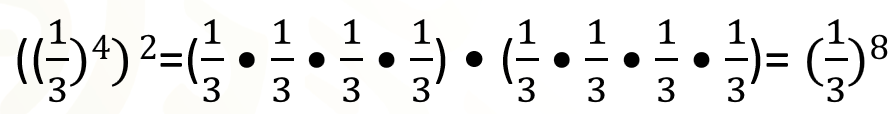 ((1/3)⁴)² = (1/3 • 1/3 • 1/3 • 1/3) • (1/3 • 1/3 • 1/3 • 1/3) = (1/3)⁸